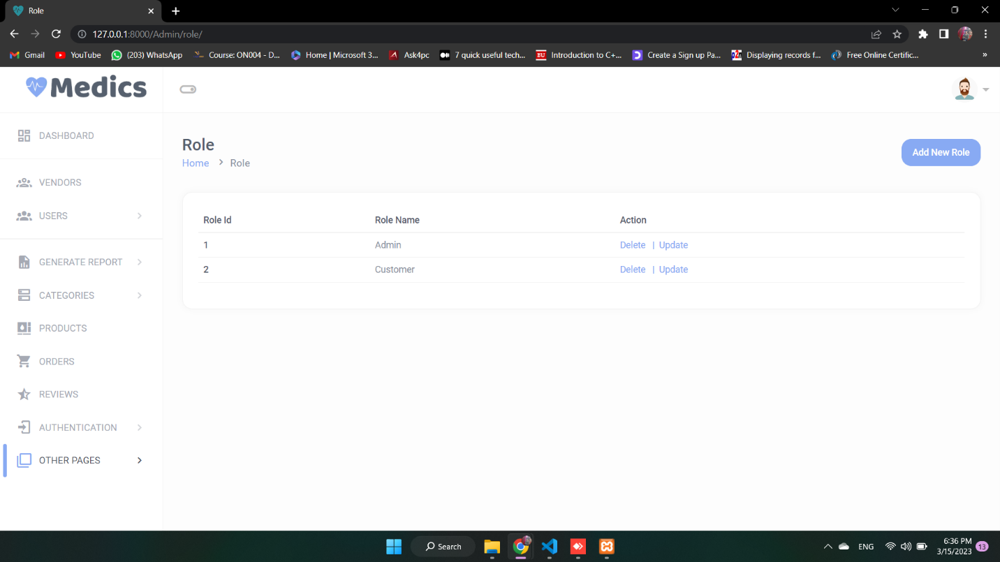 Role
127.0.0.1:8000/Admin/role/
Gmail YouTube (203) WhatsApp Course: ON004 - D... Home | Microsoft 3... Ask4pc 7 quick useful tech... BU Introduction to C+... Create a Sign up Pa... Displaying records f... Free Online Certific... »
Medics
DASHBOARD
VENDORS
USERS
GENERATE REPORT
CATEGORIES
PRODUCTS
ORDERS
REVIEWS
AUTHENTICATION
OTHER PAGES
Role
Home > Role
Add New Role
Role Id Role Name Action
1 Admin Delete | Update
2 Customer Delete | Update
Search
ENG
6:36 PM
3/15/2023
13